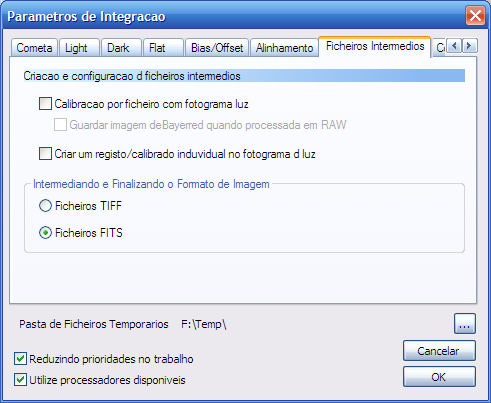 Parametros de Integracao
Cometa Light Dark Flat Bias/Offset Alinhamento Ficheiros Intermedios
Criacao e configuracao d ficheiros intermedios
Calibracao por ficheiro com fotograma luz
Guardar imagem deBayerred quando processada em RAW
Criar um registo/calibrado induvidual no fotograma d luz
Intermediando e Finalizando o Formato de Imagem
Ficheiros TIFF
Ficheiros FITS
Pasta de Ficheiros Temporarios F:\Temp\ ...
Reduzindo prioridades no trabalho
Cancelar
Utilize processadores disponiveis
OK